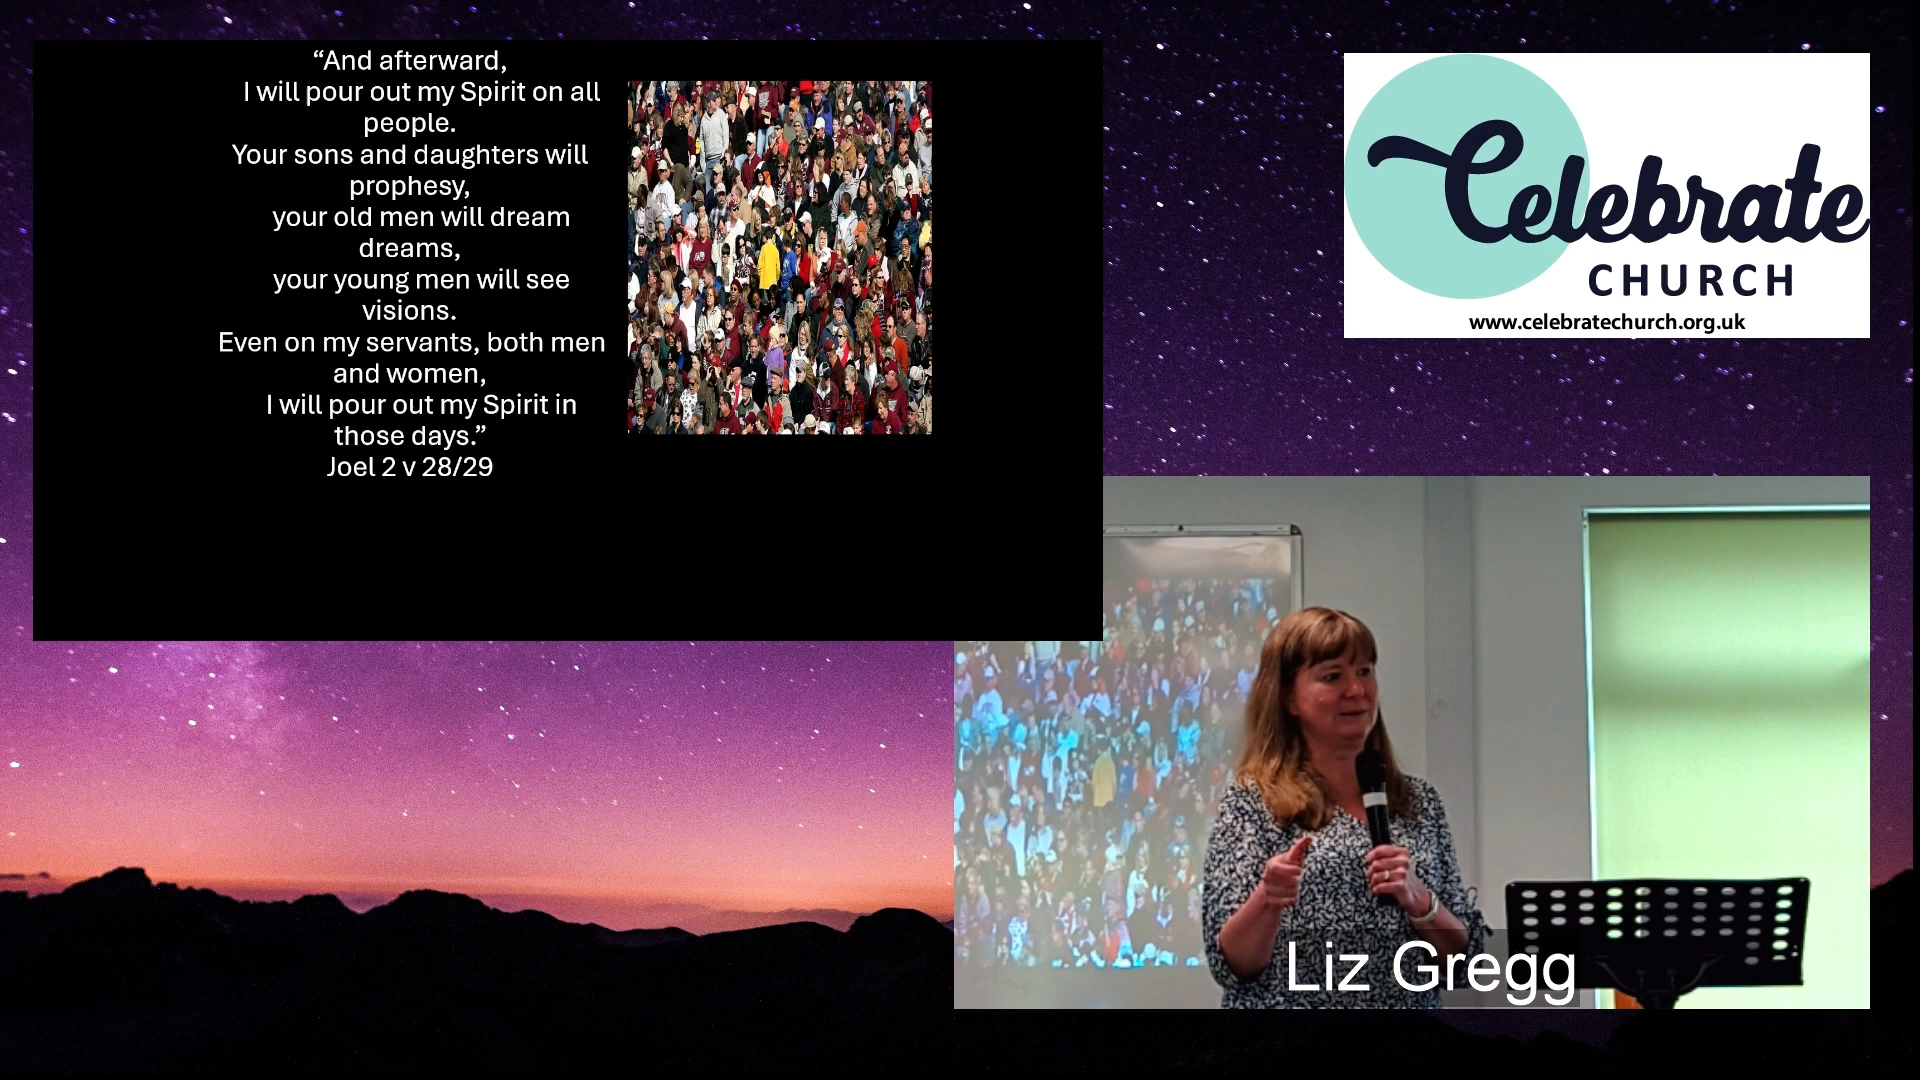 “And afterward,
I will pour out my Spirit on all
people.
Your sons and daughters will
prophesy,
your old men will dream
dreams,
your young men will see
visions.
Even on my servants, both men
and women,
I will pour out my Spirit in
those days.”
Joel 2 v 28/29
Celebrate
CHURCH
www.celebratechurch.org.uk
Liz Gregg